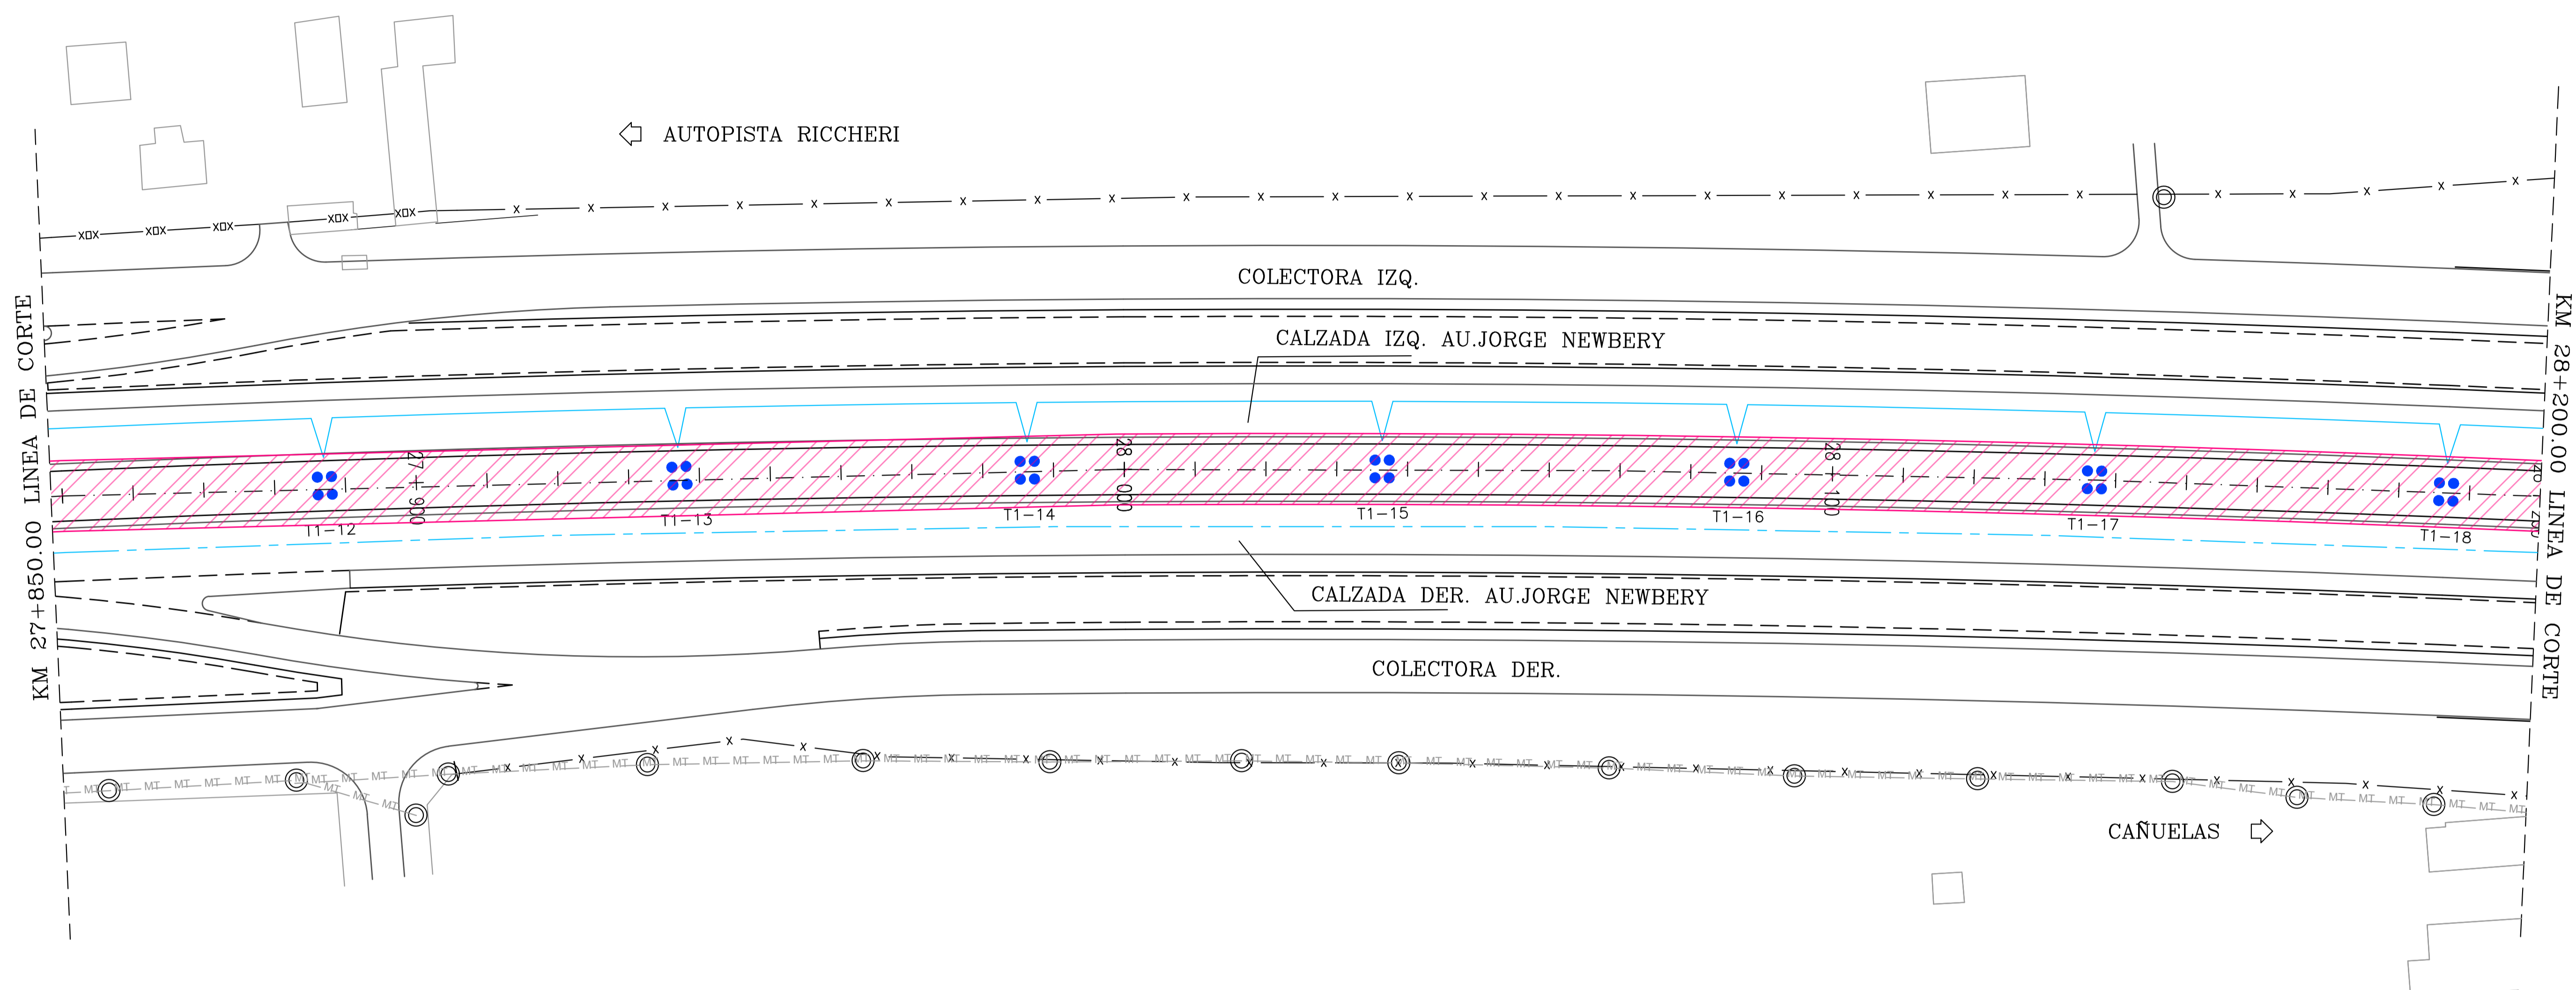 AUTOPISTA RICCHERI
COLECTORA IZQ.
CALZADA IZQ. AU.JORGE NEWBERY
KM 27+850.00 LINEA DE CORTE
KM 28+200.00 LINEA DE CORTE
27+ 900
28 000
28 100
T1-12
T1-13
T1-14
T1-15
T1-16
T1-17
T1-18
CALZADA DER. AU.JORGE NEWBERY
COLECTORA DER.
CAÑUELAS